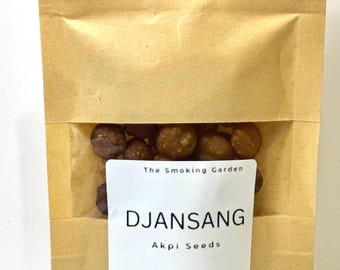 The Smoking Garden
DJANSANG
Akpi Seeds